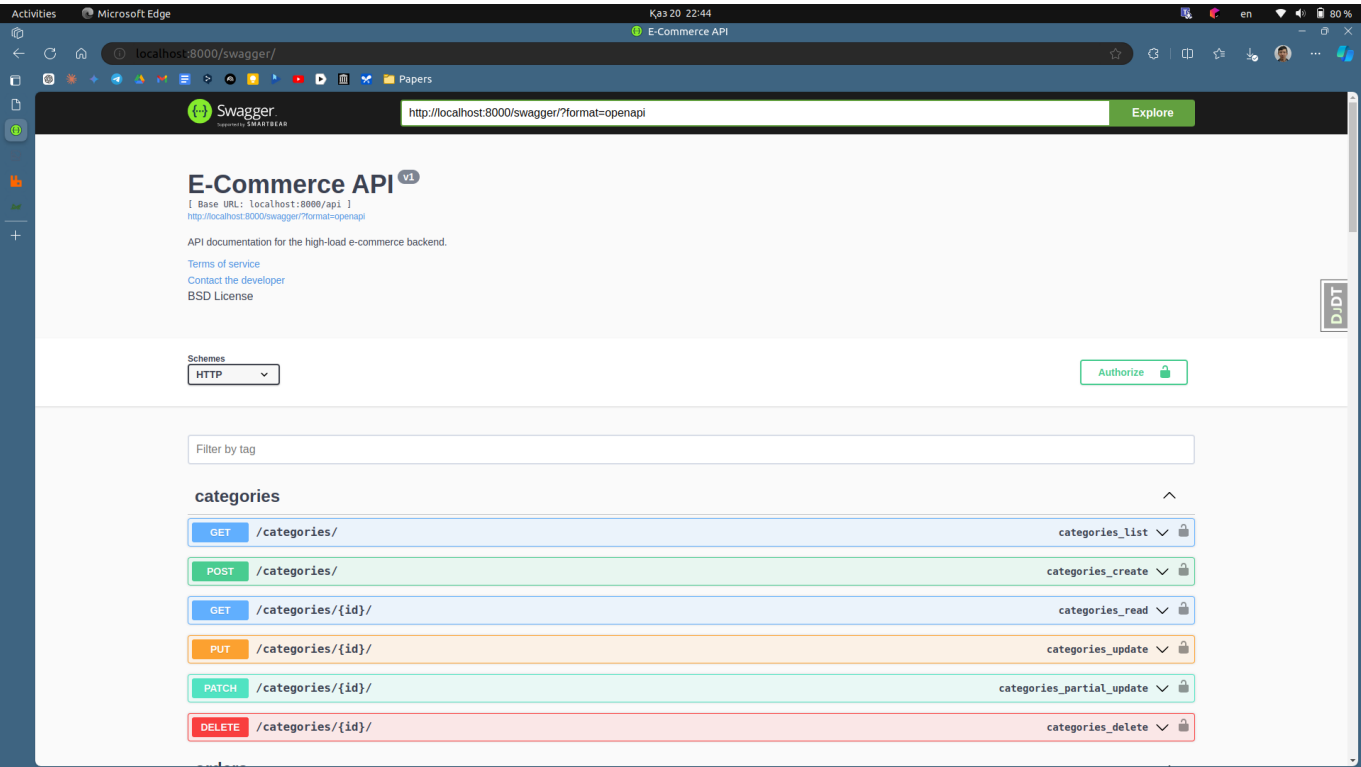 Activities Microsoft Edge Қаз 20 22:44 en 80 %
E-Commerce API
localhost:8000/swagger/
Papers
Swagger
Supported by SMARTBEAR
http://localhost:8000/swagger/?format=openapi
Explore
E-Commerce API v1
[ Base URL: localhost:8000/api ]
http://localhost:8000/swagger/?format=openapi
API documentation for the high-load e-commerce backend.
Terms of service
Contact the developer
BSD License
DJDT
Schemes
HTTP
Authorize
Filter by tag
categories
GET /categories/ categories_list
POST /categories/ categories_create
GET /categories/{id}/ categories_read
PUT /categories/{id}/ categories_update
PATCH /categories/{id}/ categories_partial_update
DELETE /categories/{id}/ categories_delete